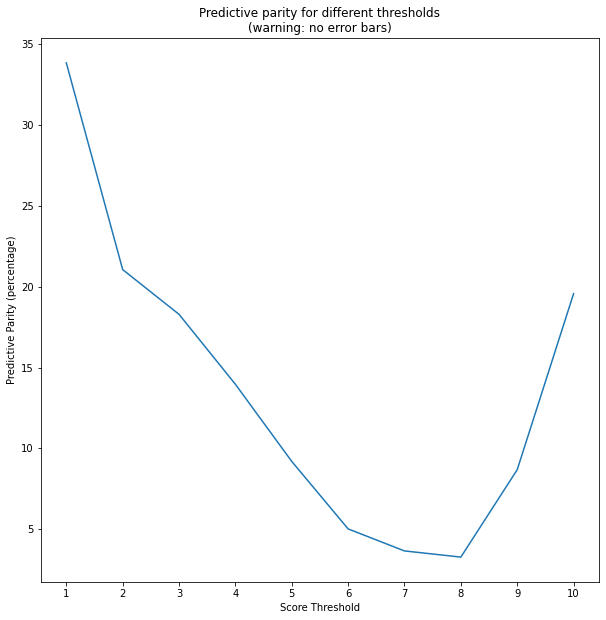 Predictive parity for different thresholds
(warning: no error bars)
35
30
25
20
15
10
5
Predictive Parity (percentage)
1 2 3 4 5 6 7 8 9 10
Score Threshold